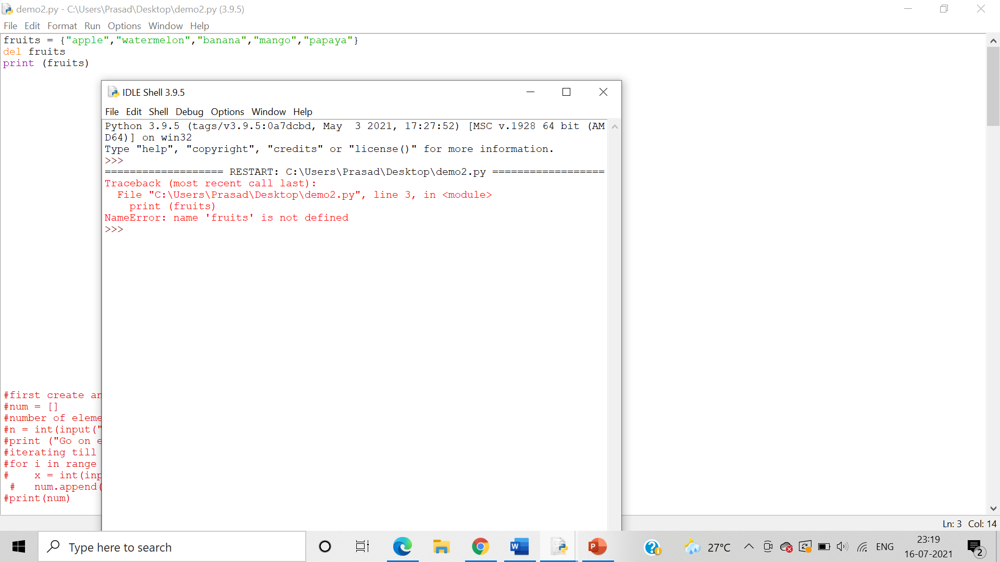 demo2.py - C:\Users\Prasad\Desktop\demo2.py (3.9.5)
File Edit Format Run Options Window Help
fruits = {"apple","watermelon","banana","mango","papaya"}
del fruits
print (fruits)
IDLE Shell 3.9.5
File Edit Shell Debug Options Window Help
Python 3.9.5 (tags/v3.9.5:0a7dcbd, May  3 2021, 17:27:52) [MSC v.1928 64 bit (AM
D64)] on win32
Type "help", "copyright", "credits" or "license()" for more information.
>>>
=================== RESTART: C:\Users\Prasad\Desktop\demo2.py ==================
Traceback (most recent call last):
  File "C:\Users\Prasad\Desktop\demo2.py", line 3, in <module>
    print (fruits)
NameError: name 'fruits' is not defined
>>>
#first create an
#num = []
#number of eleme
#n = int(input("
#print ("Go on e
#iterating till
#for i in range
#    x = int(inp
 #   num.append(
#print(num)
Ln: 3 Col: 14
Type here to search
27°C
ENG
23:19
16-07-2021
2